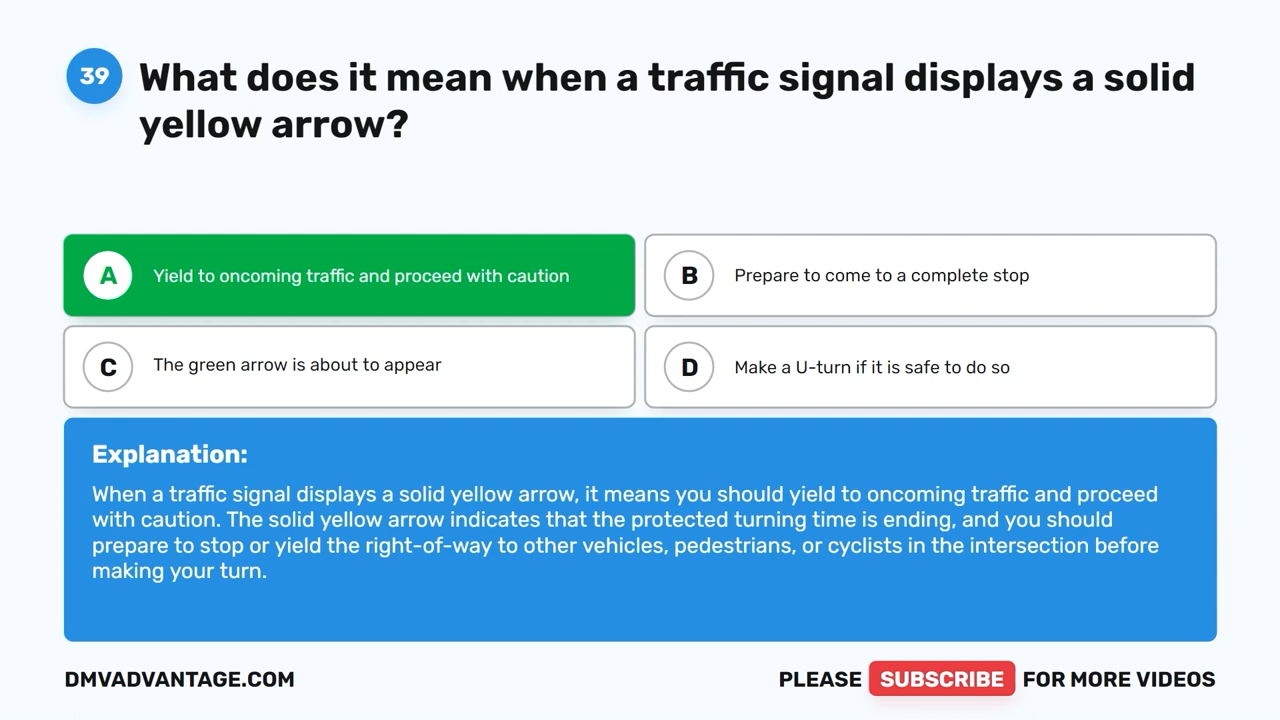 39
What does it mean when a traffic signal displays a solid
yellow arrow?
A
Yield to oncoming traffic and proceed with caution
B
Prepare to come to a complete stop
C
The green arrow is about to appear
D
Make a U-turn if it is safe to do so
Explanation:
When a traffic signal displays a solid yellow arrow, it means you should yield to oncoming traffic and proceed
with caution. The solid yellow arrow indicates that the protected turning time is ending, and you should
prepare to stop or yield the right-of-way to other vehicles, pedestrians, or cyclists in the intersection before
making your turn.
DMVADVANTAGE.COM
PLEASE SUBSCRIBE FOR MORE VIDEOS